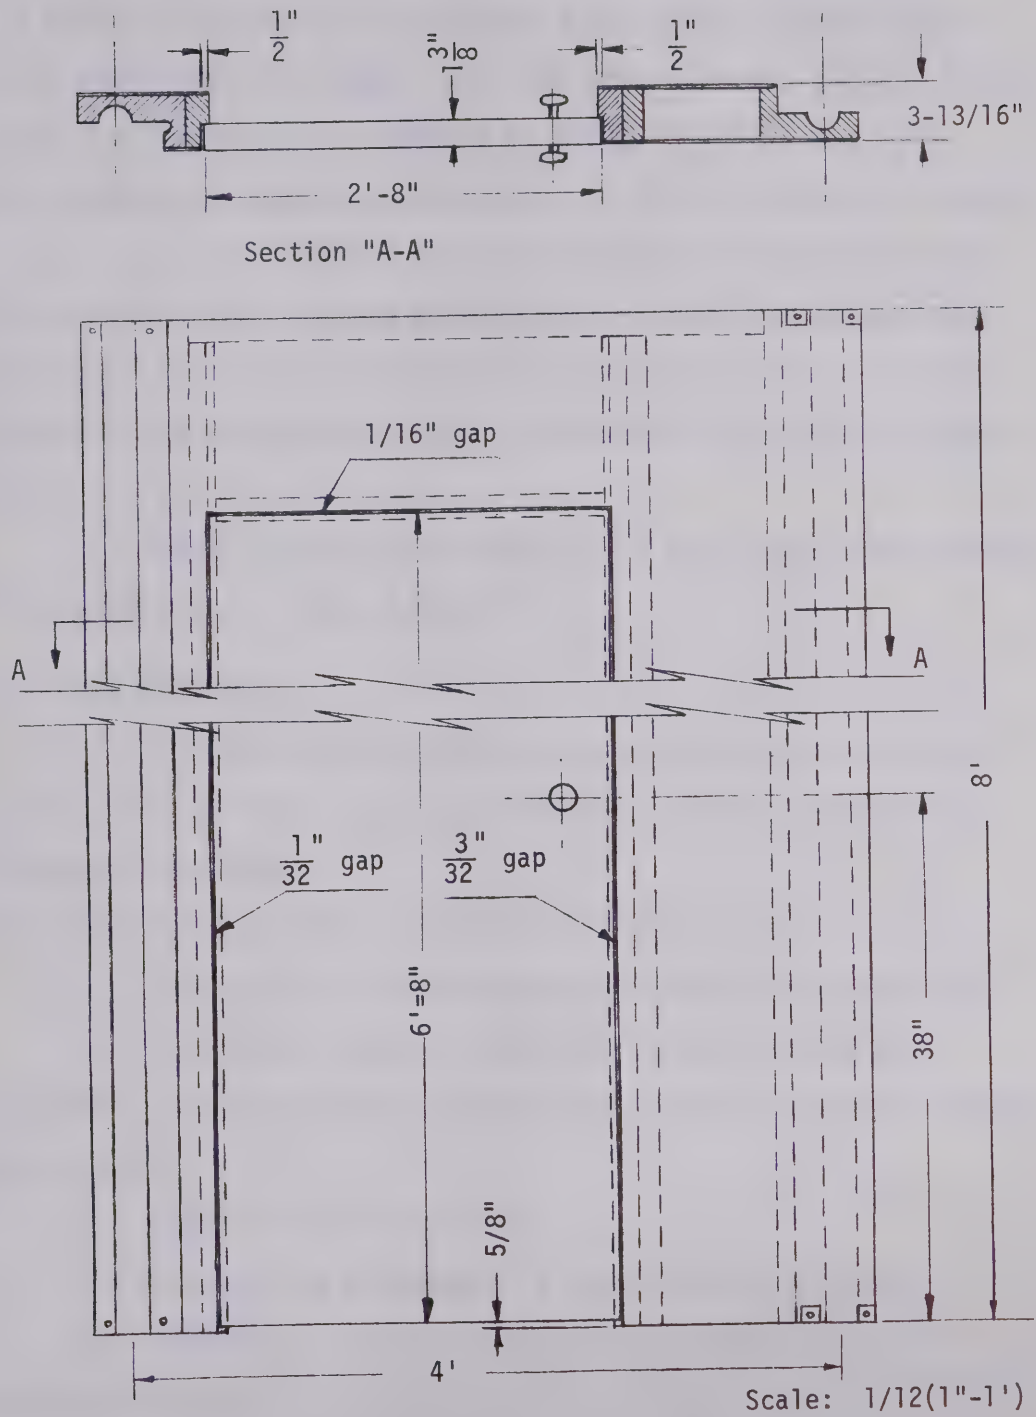 1"
2
1 3"
8
1"
2
3-13/16"
2'-8"
Section "A-A"
1/16" gap
A
A
8'
1" gap
32
3" gap
32
6'=8"
38"
5/8"
4'
Scale: 1/12(1"-1')